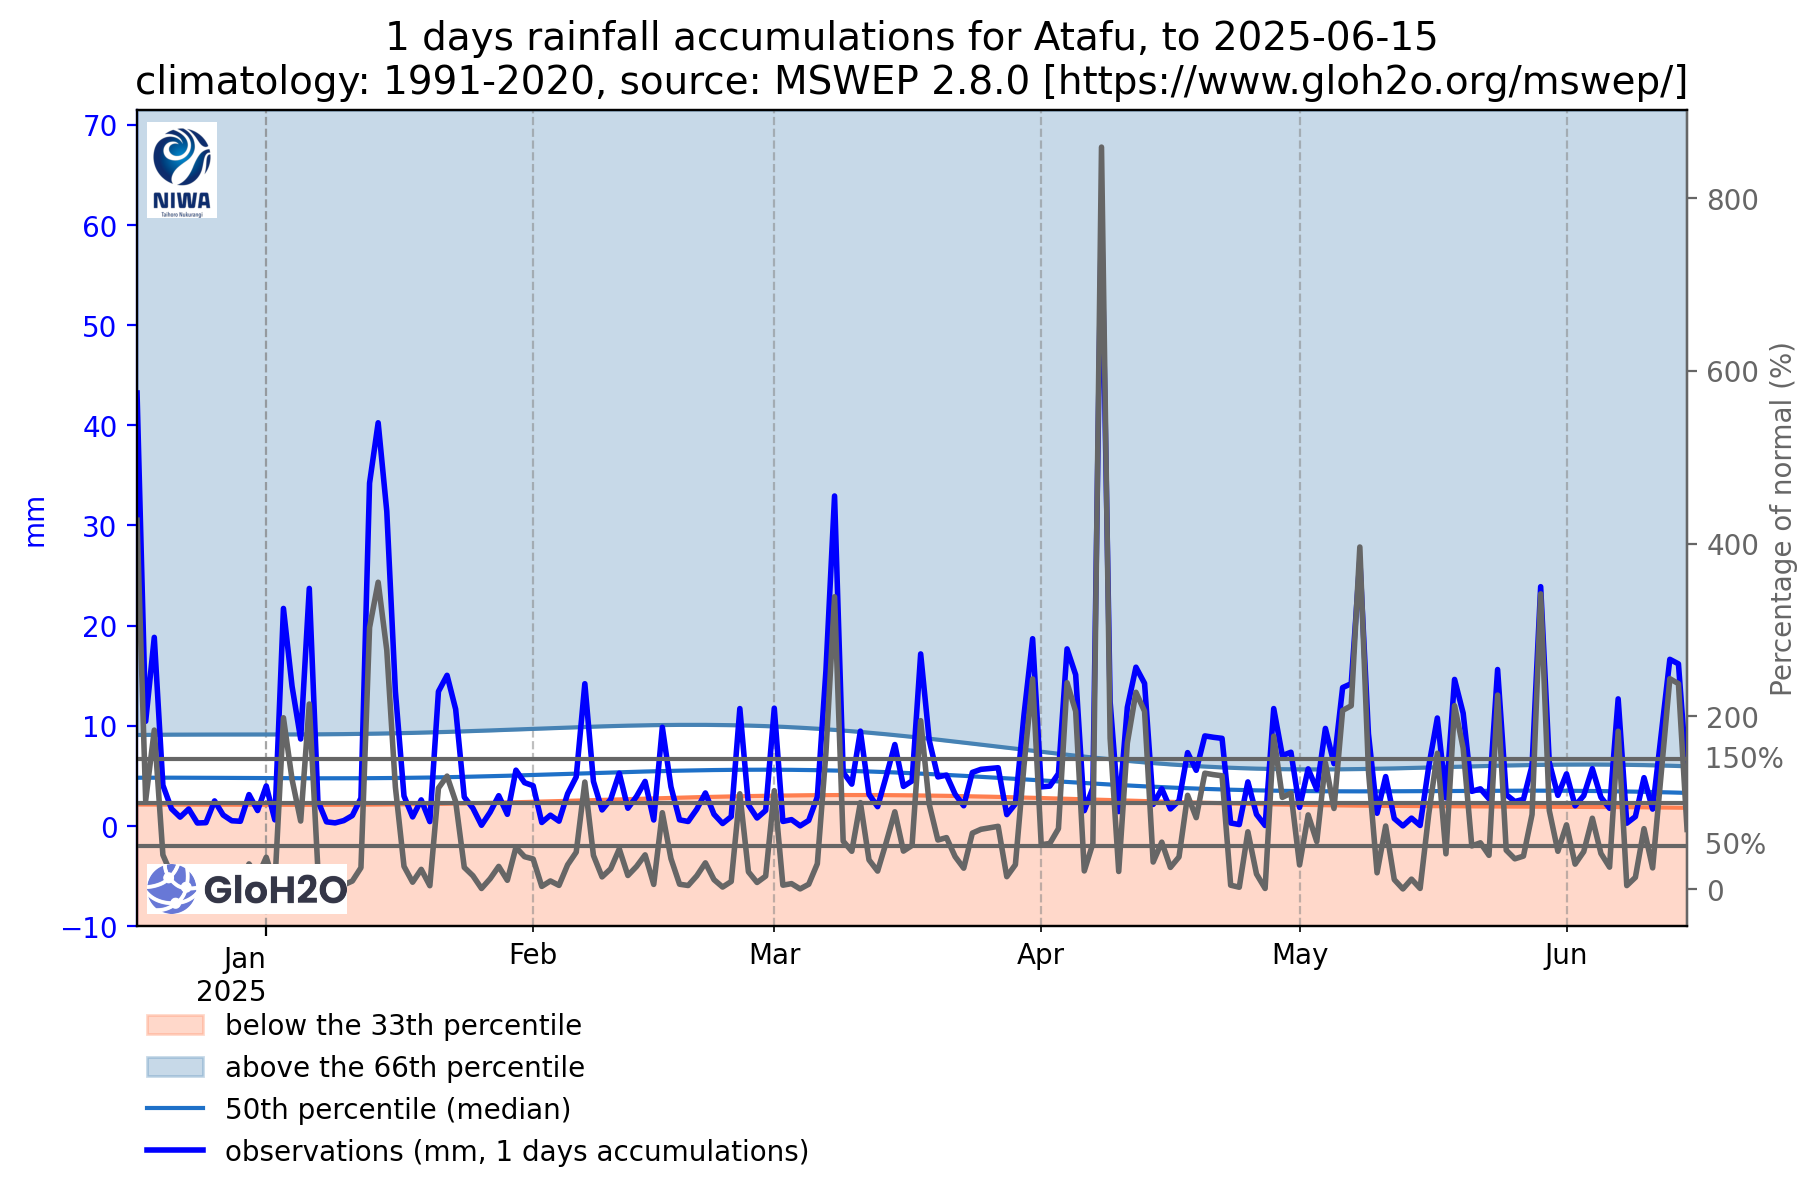 1 days rainfall accumulations for Atafu, to 2025-06-15
climatology: 1991-2020, source: MSWEP 2.8.0 [https://www.gloh2o.org/mswep/]
70
60
50
40
30
20
10
0
−10
mm
NIWA
Taihoro Nukurangi
GloH2O
800
600
400
200
150%
50%
0
Percentage of normal (%)
Jan
2025
Feb
Mar
Apr
May
Jun
below the 33th percentile
above the 66th percentile
50th percentile (median)
observations (mm, 1 days accumulations)